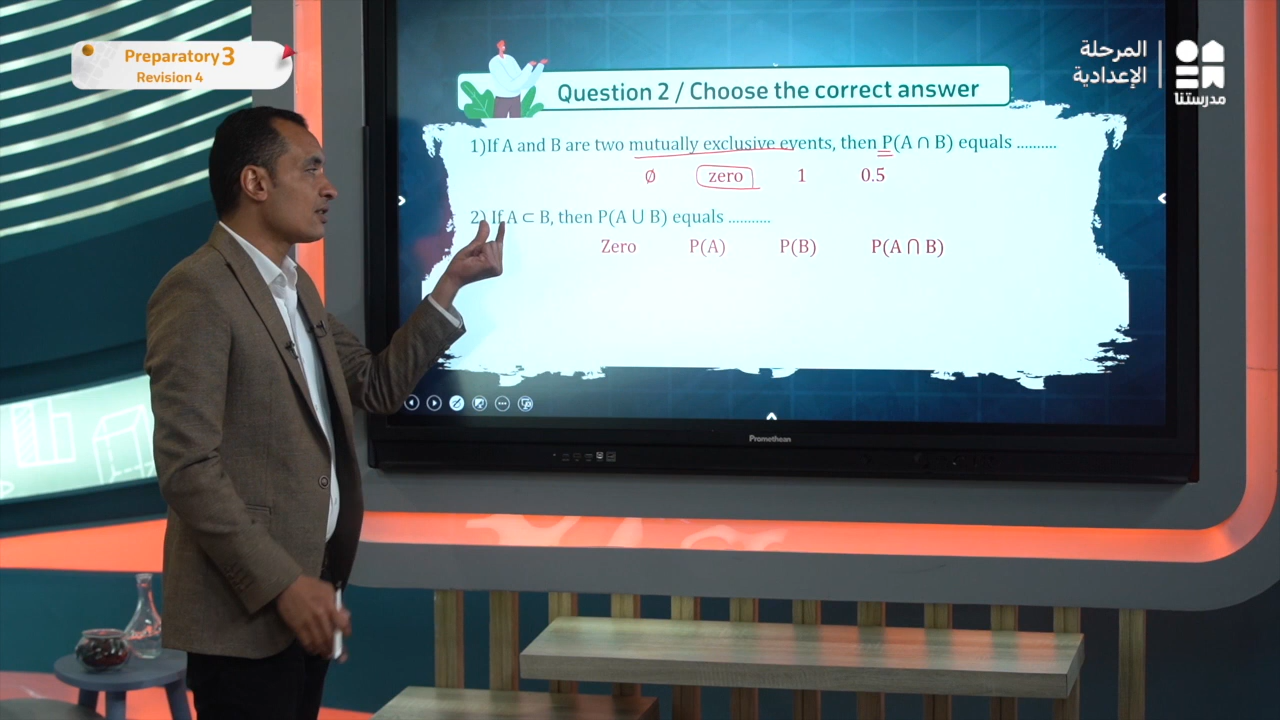 Preparatory 3
Revision 4
المرحلة
الإعدادية
مدرستنا
Question 2 / Choose the correct answer
1)If A and B are two mutually exclusive events, then P(A ∩ B) equals ..........
∅ zero 1 0.5
2) If A ⊂ B, then P(A ∪ B) equals ...........
Zero P(A) P(B) P(A ⋂ B)
Promethean